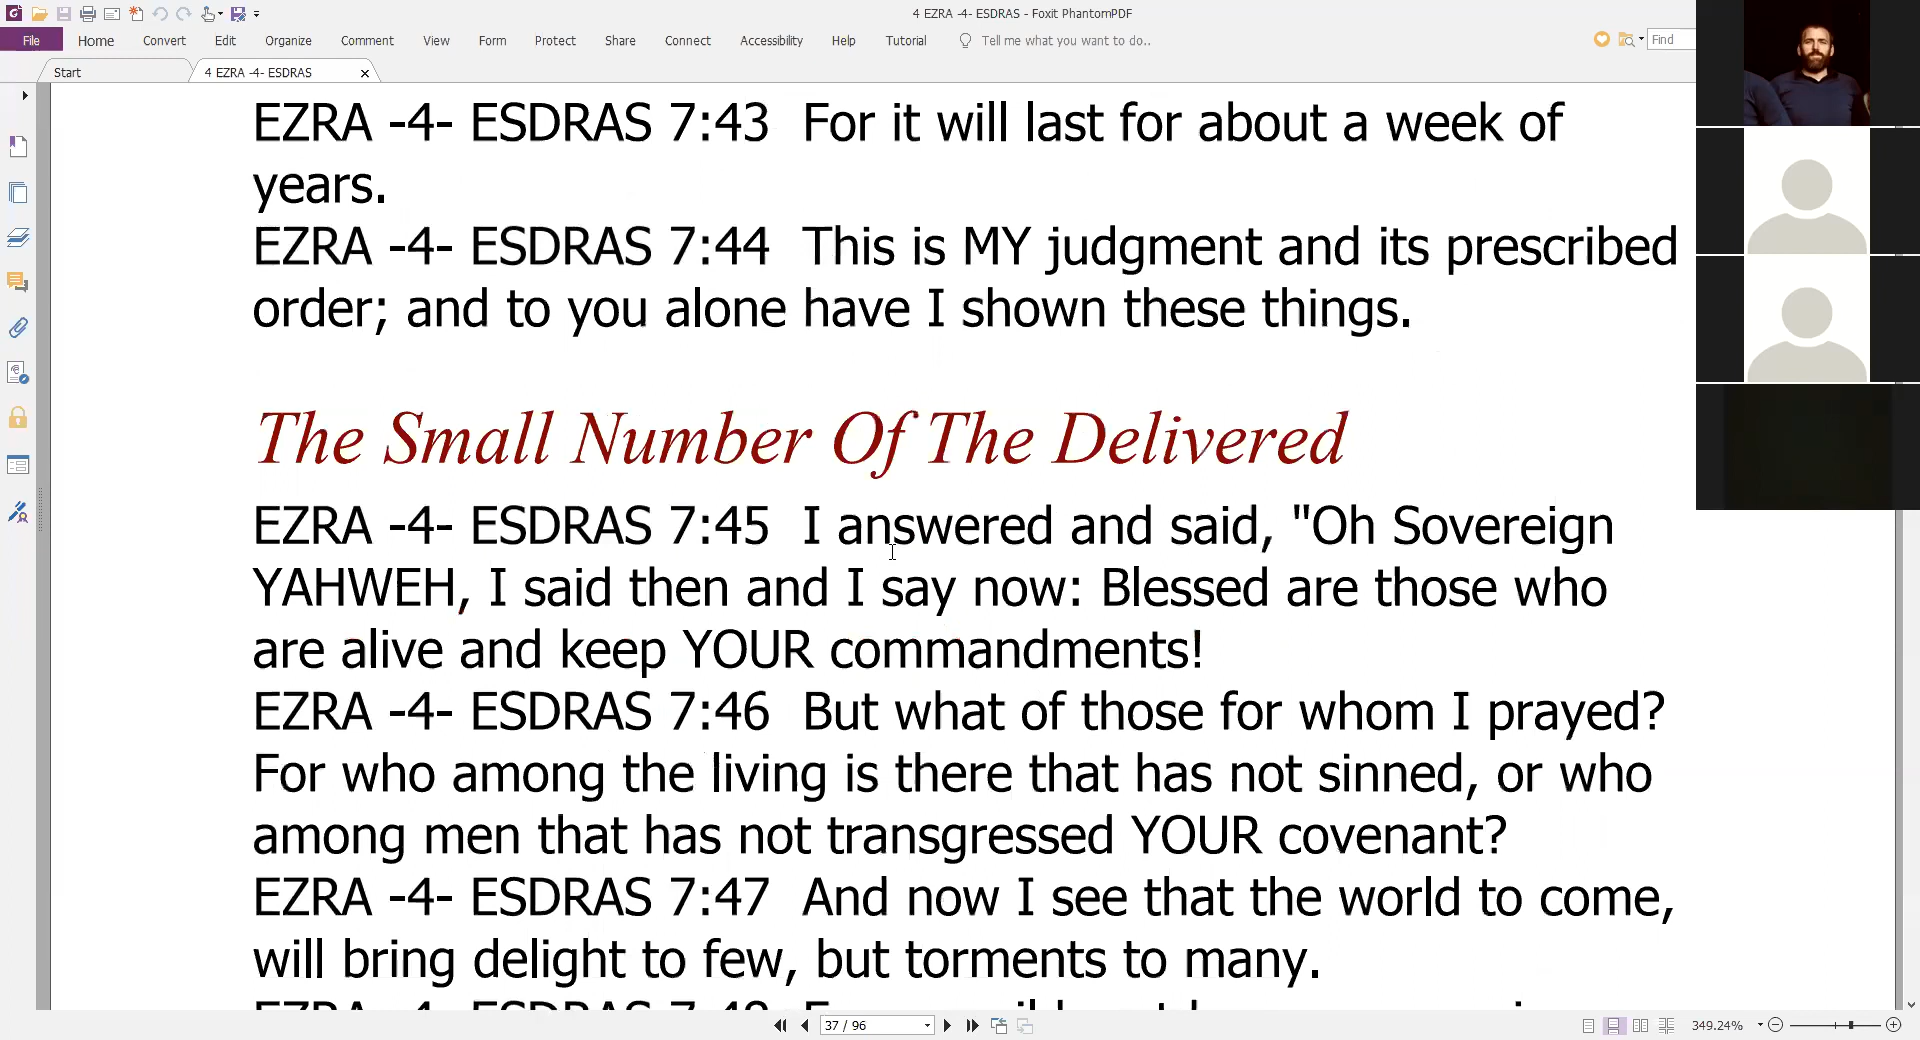 4 EZRA -4- ESDRAS - Foxit PhantomPDF
File Home Convert Edit Organize Comment View Form Protect Share Connect Accessibility Help Tutorial Tell me what you want to do.. Find
Start 4 EZRA -4- ESDRAS
EZRA -4- ESDRAS 7:43 For it will last for about a week of
years.
EZRA -4- ESDRAS 7:44 This is MY judgment and its prescribed
order; and to you alone have I shown these things.
The Small Number Of The Delivered
EZRA -4- ESDRAS 7:45 I answered and said, "Oh Sovereign
YAHWEH, I said then and I say now: Blessed are those who
are alive and keep YOUR commandments!
EZRA -4- ESDRAS 7:46 But what of those for whom I prayed?
For who among the living is there that has not sinned, or who
among men that has not transgressed YOUR covenant?
EZRA -4- ESDRAS 7:47 And now I see that the world to come,
will bring delight to few, but torments to many.
37 / 96 349.24%